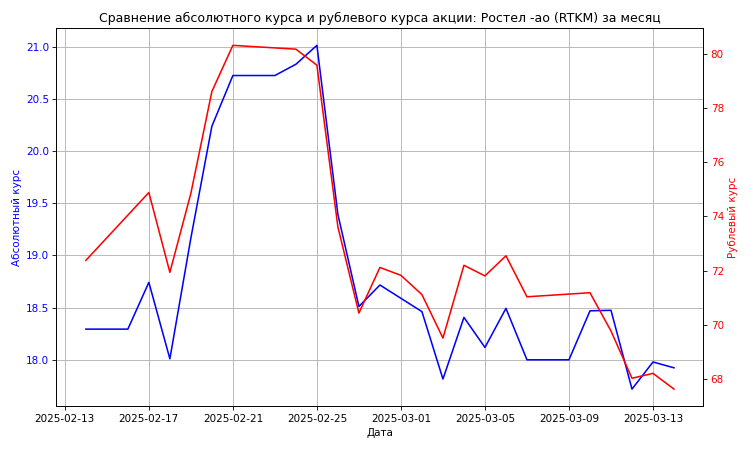 Сравнение абсолютного курса и рублевого курса акции: Ростел -ао (RTKM) за месяц
21.0
20.5
20.0
19.5
19.0
18.5
18.0
Абсолютный курс
80
78
76
74
72
70
68
Рублевый курс
2025-02-13 2025-02-17 2025-02-21 2025-02-25 2025-03-01 2025-03-05 2025-03-09 2025-03-13
Дата